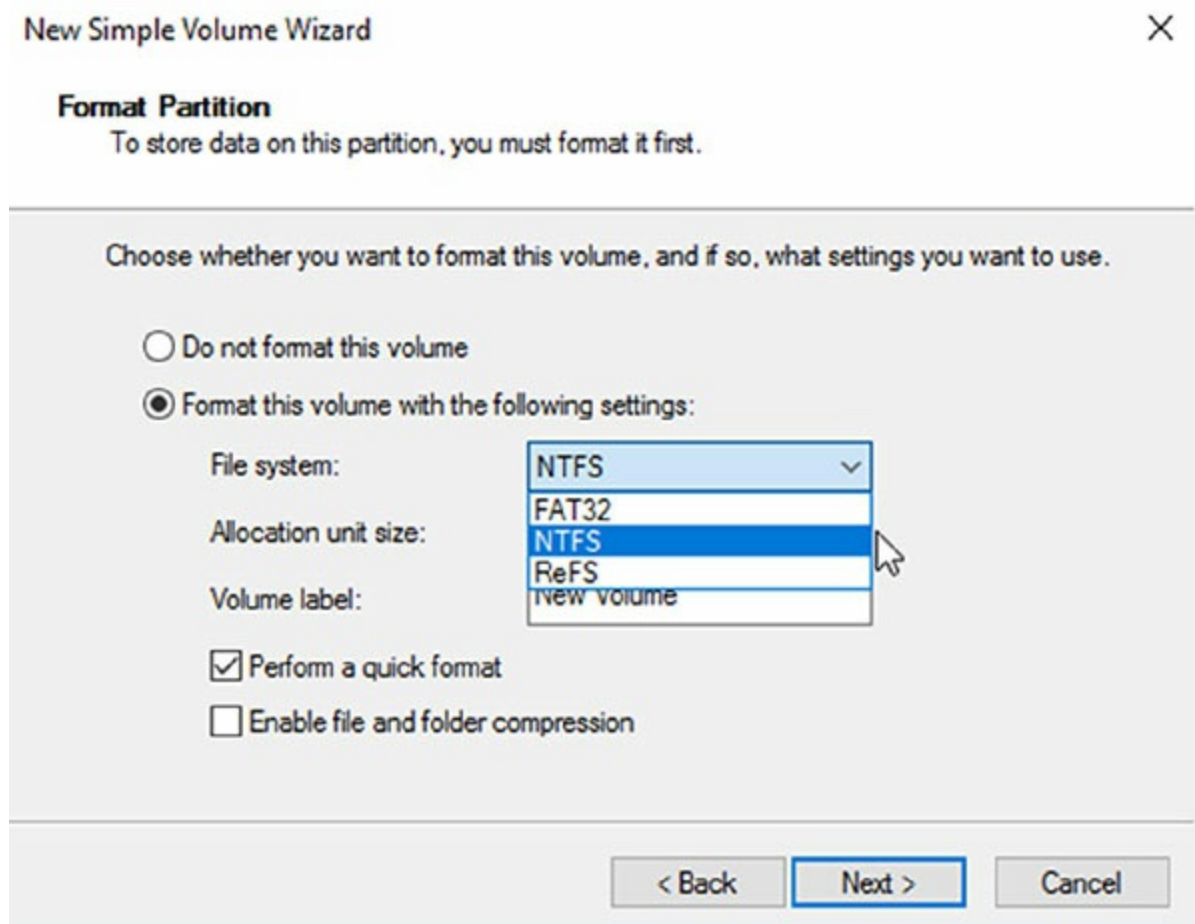 New Simple Volume Wizard
Format Partition
To store data on this partition, you must format it first.
Choose whether you want to format this volume, and if so, what settings you want to use.
Do not format this volume
Format this volume with the following settings:
File system: NTFS
FAT32
Allocation unit size: NTFS
ReFS
Volume label: New Volume
Perform a quick format
Enable file and folder compression
< Back Next > Cancel